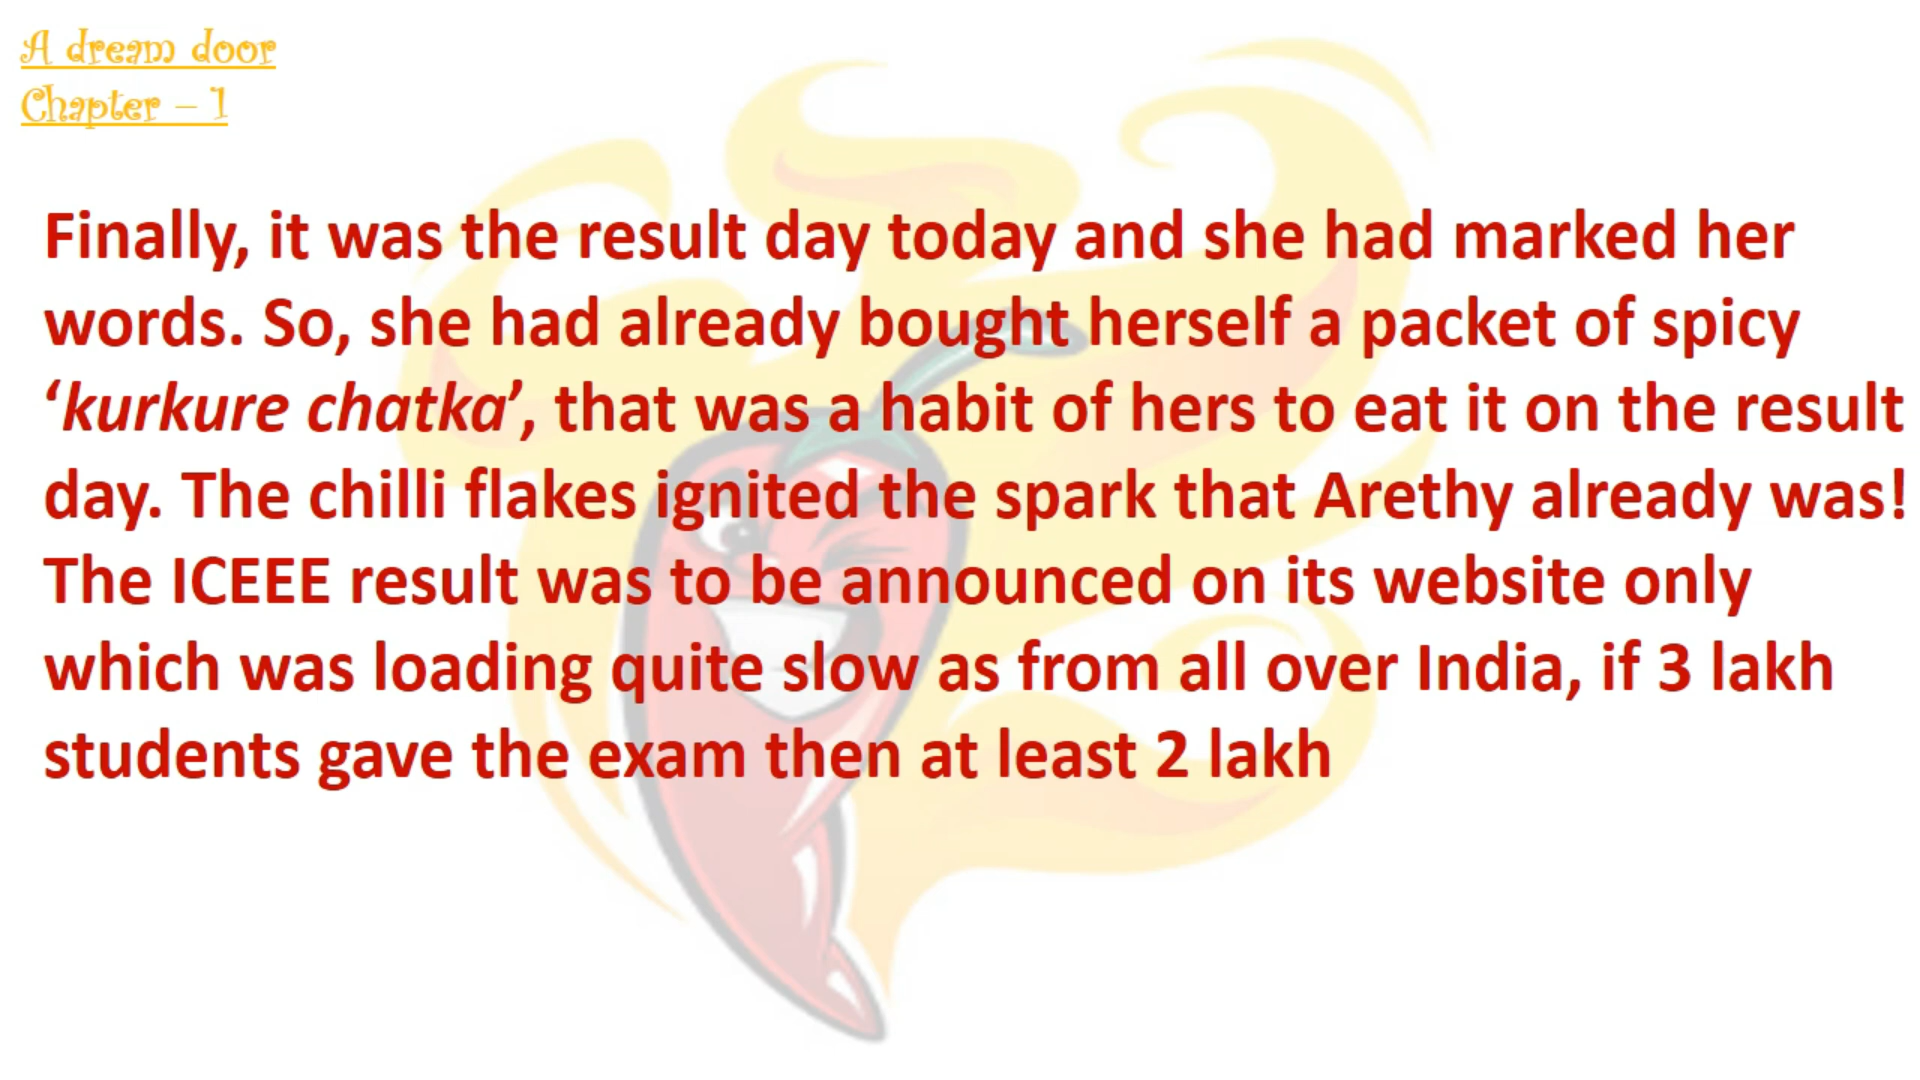 A dream door
Chapter – 1
Finally, it was the result day today and she had marked her
words. So, she had already bought herself a packet of spicy
‘kurkure chatka’, that was a habit of hers to eat it on the result
day. The chilli flakes ignited the spark that Arethy already was!
The ICEEE result was to be announced on its website only
which was loading quite slow as from all over India, if 3 lakh
students gave the exam then at least 2 lakh